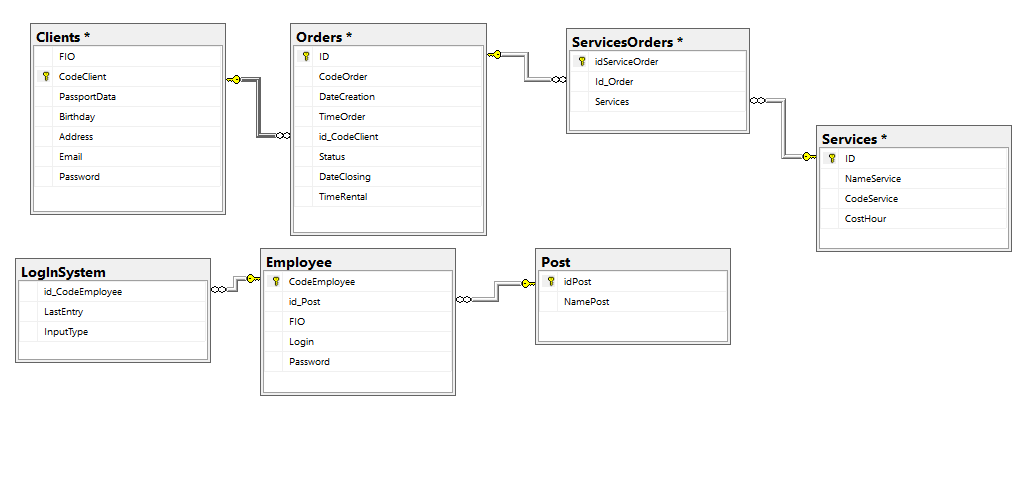 Clients *
FIO
CodeClient
PassportData
Birthday
Address
Email
Password
Orders *
ID
CodeOrder
DateCreation
TimeOrder
id_CodeClient
Status
DateClosing
TimeRental
ServicesOrders *
idServiceOrder
Id_Order
Services
Services *
ID
NameService
CodeService
CostHour
LogInSystem
id_CodeEmployee
LastEntry
InputType
Employee
CodeEmployee
id_Post
FIO
Login
Password
Post
idPost
NamePost